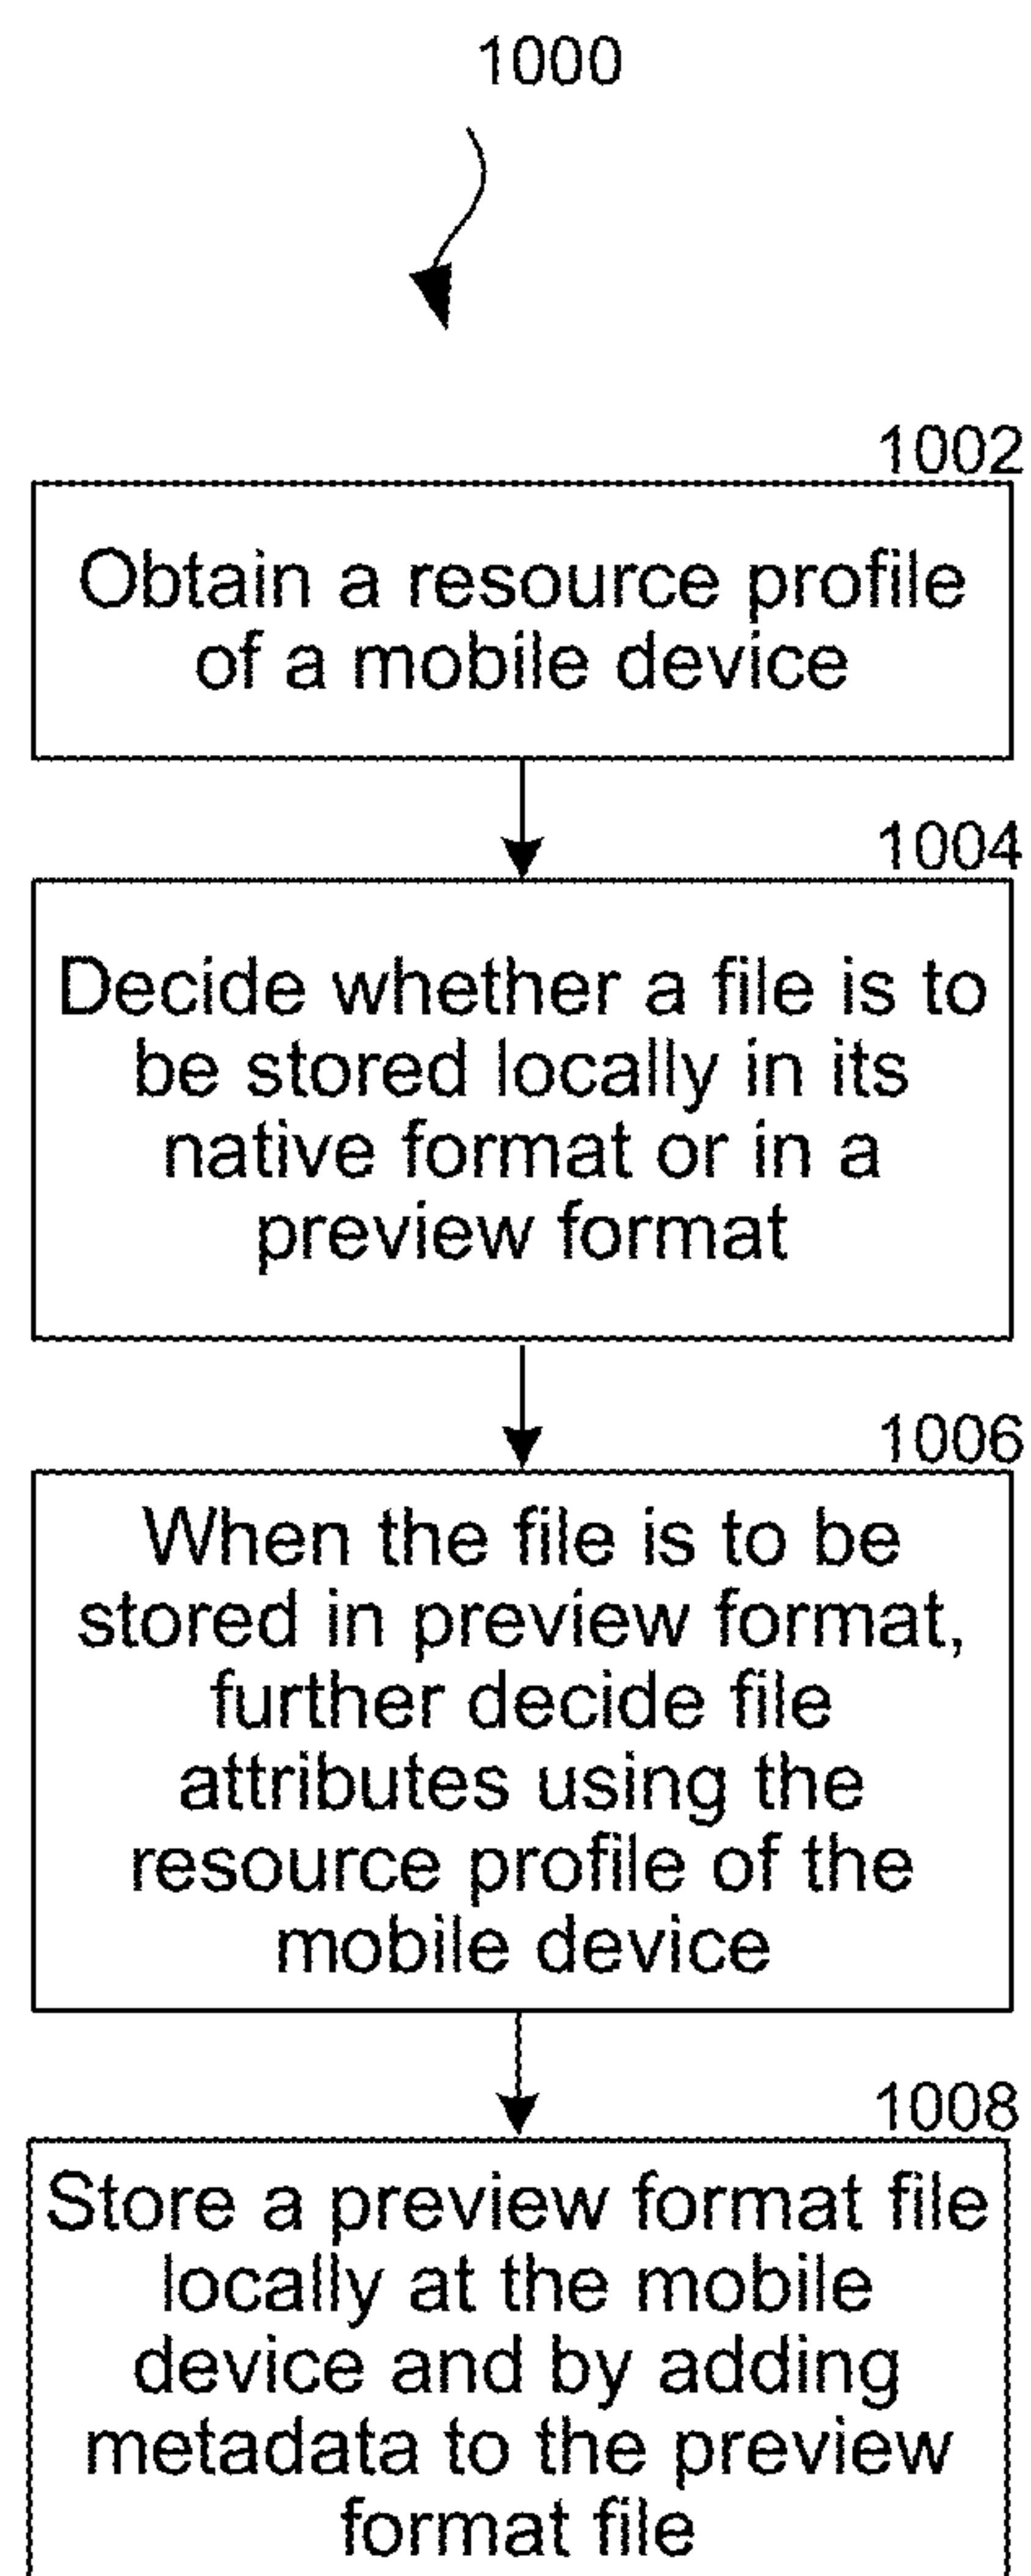 1000
1002
Obtain a resource profile
of a mobile device
1004
Decide whether a file is to
be stored locally in its
native format or in a
preview format
1006
When the file is to be
stored in preview format,
further decide file
attributes using the
resource profile of the
mobile device
1008
Store a preview format file
locally at the mobile
device and by adding
metadata to the preview
format file